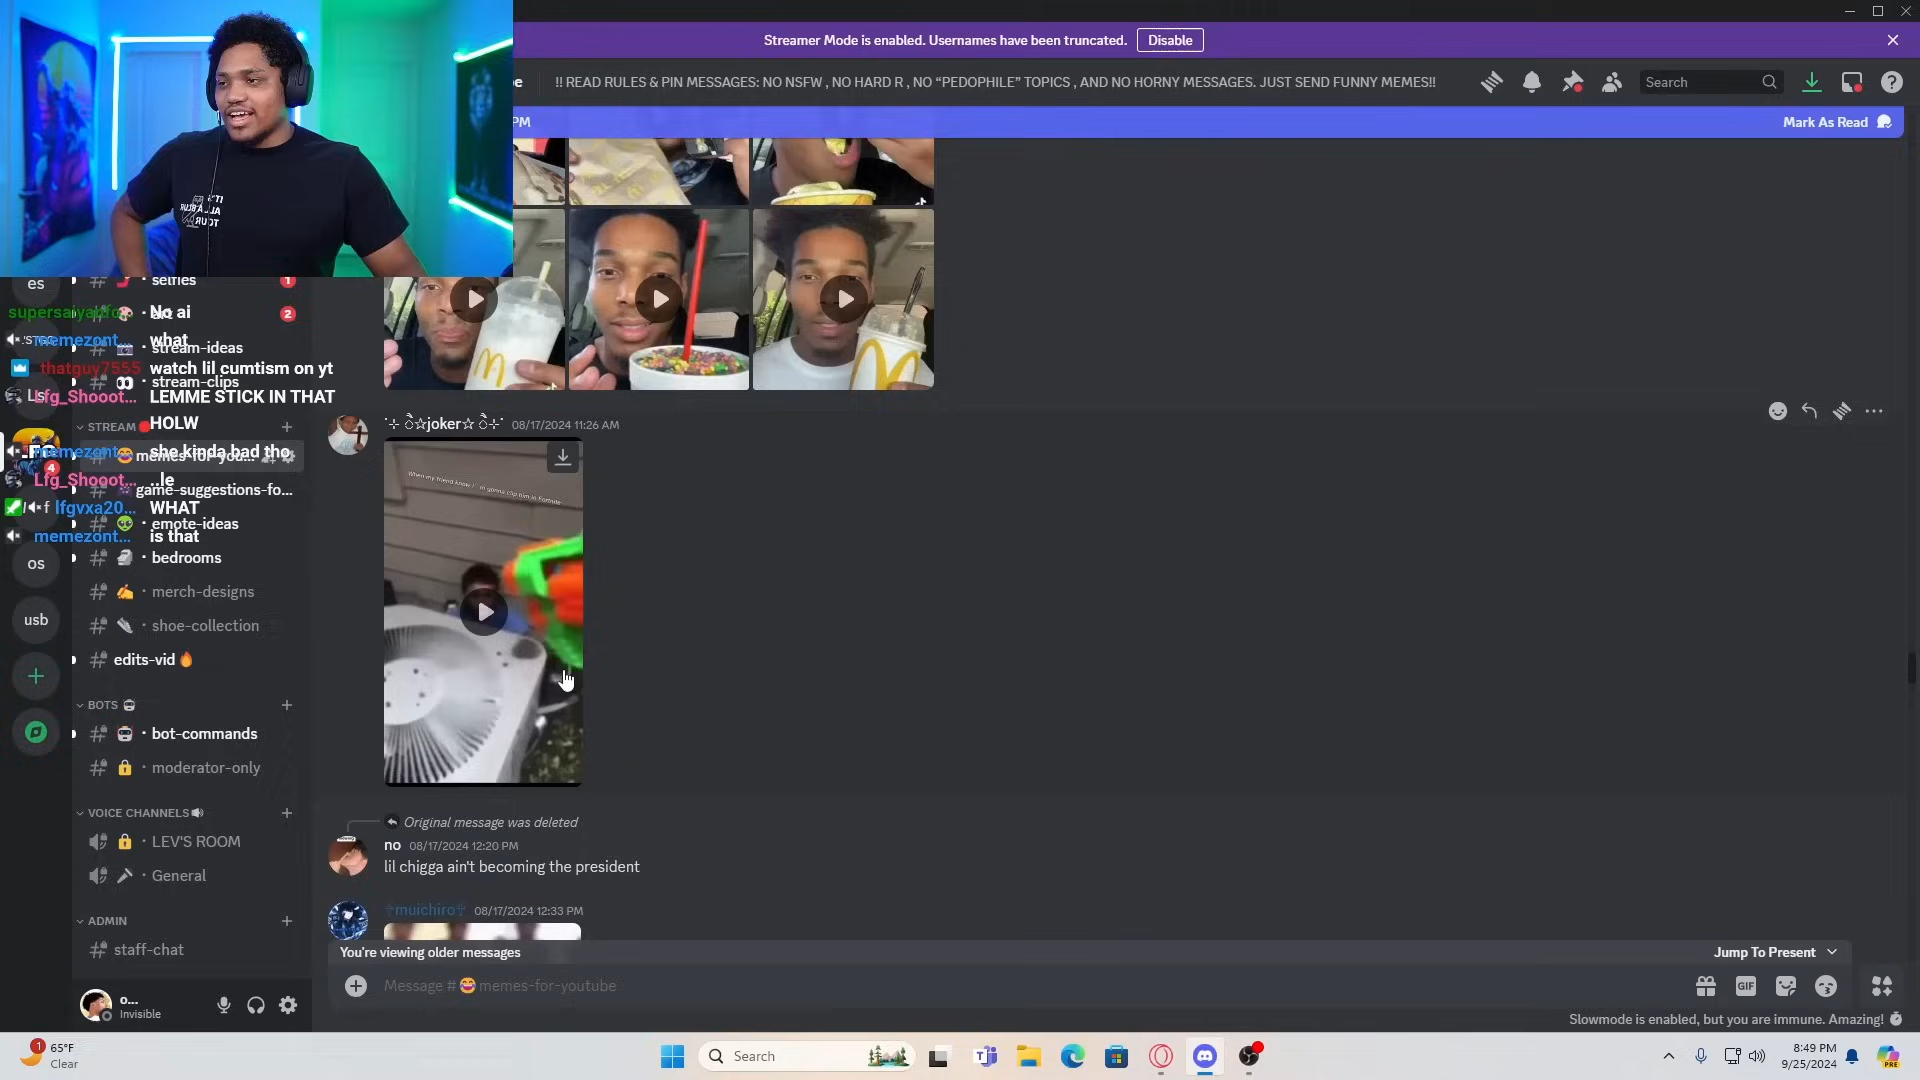 Streamer Mode is enabled. Usernames have been truncated. Disable
!! READ RULES & PIN MESSAGES: NO NSFW , NO HARD R , NO “PEDOPHILE” TOPICS , AND NO HORNY MESSAGES. JUST SEND FUNNY MEMES!!
Search
PM
Mark As Read
es
selfies
1
No ai
2
memezont... what
stream-ideas
thatguy7555 watch lil cumtism on yt
stream-clips
Lfg_Shooot... LEMME STICK IN THAT
HOLW
STREAM
memezont... she kinda bad tho
memes-for-you...
4
Lfg_Shooot... ..le
game-suggestions-fo...
lfgvxa20... WHAT
emote-ideas
memezont... is that
os
bedrooms
merch-designs
usb
shoe-collection
edits-vid
BOTS
bot-commands
moderator-only
VOICE CHANNELS
LEV'S ROOM
General
ADMIN
staff-chat
o...
Invisible
joker 08/17/2024 11:26 AM
Original message was deleted
no 08/17/2024 12:20 PM
lil chigga ain't becoming the president
muichiro 08/17/2024 12:33 PM
You're viewing older messages
Jump To Present
Message # memes-for-youtube
GIF
Slowmode is enabled, but you are immune. Amazing!
1
65°F
Clear
Search
8:49 PM
9/25/2024
PRE